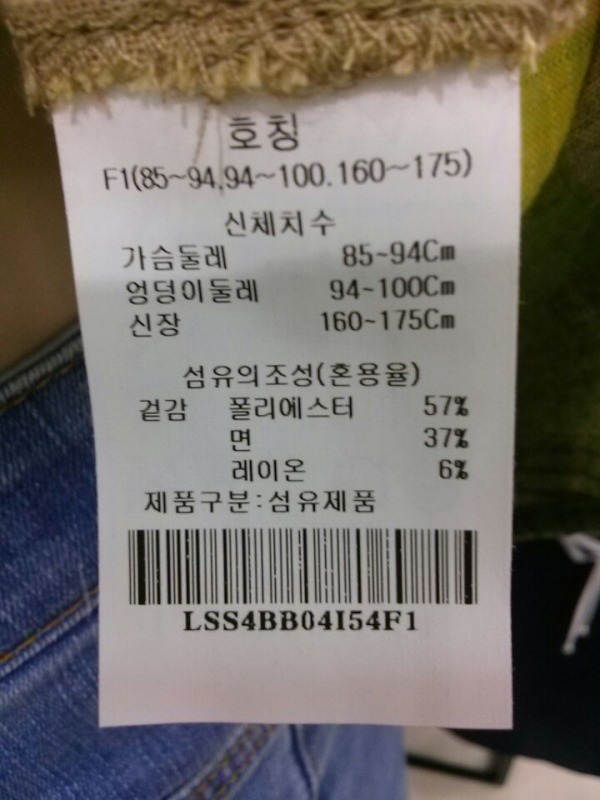 호칭
F1(85~94.94~100.160~175)
신체치수
가슴둘레 85~94Cm
엉덩이둘레 94~100Cm
신장 160~175Cm
섬유의조성(혼용율)
겉감 폴리에스터 57%
면 37%
레이온 6%
제품구분:섬유제품
LSS4BB04I54F1